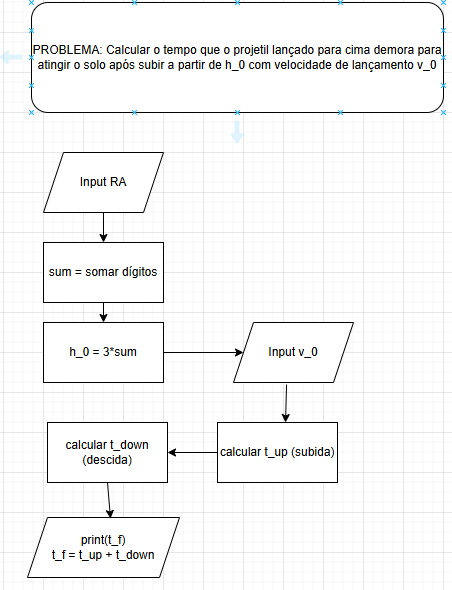 PROBLEMA: Calcular o tempo que o projetil lançado para cima demora para
atingir o solo após subir a partir de h_0 com velocidade de lançamento v_0
Input RA
sum = somar dígitos
h_0 = 3*sum
Input v_0
calcular t_up (subida)
calcular t_down
(descida)
print(t_f)
t_f = t_up + t_down